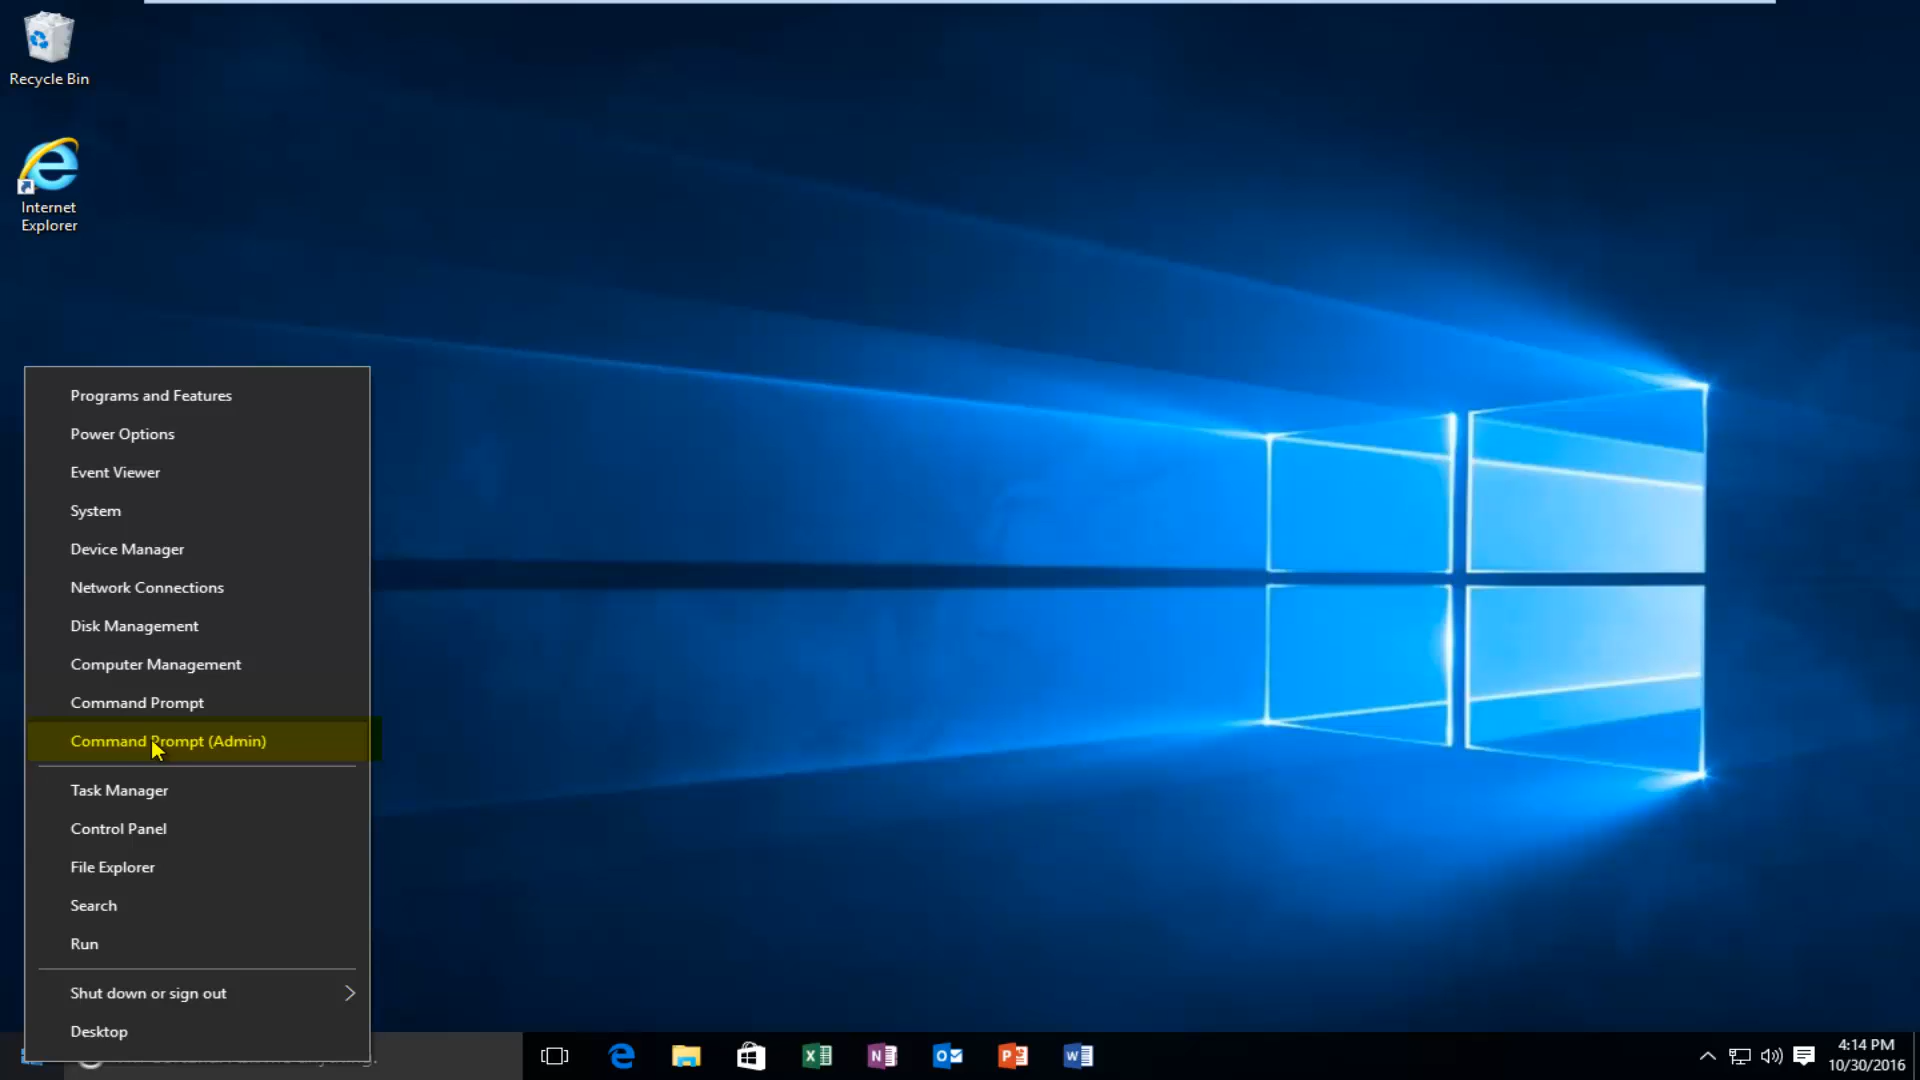 Recycle Bin
Internet
Explorer
Programs and Features
Power Options
Event Viewer
System
Device Manager
Network Connections
Disk Management
Computer Management
Command Prompt
Command Prompt (Admin)
Task Manager
Control Panel
File Explorer
Search
Run
Shut down or sign out
Desktop
4:14 PM
10/30/2016